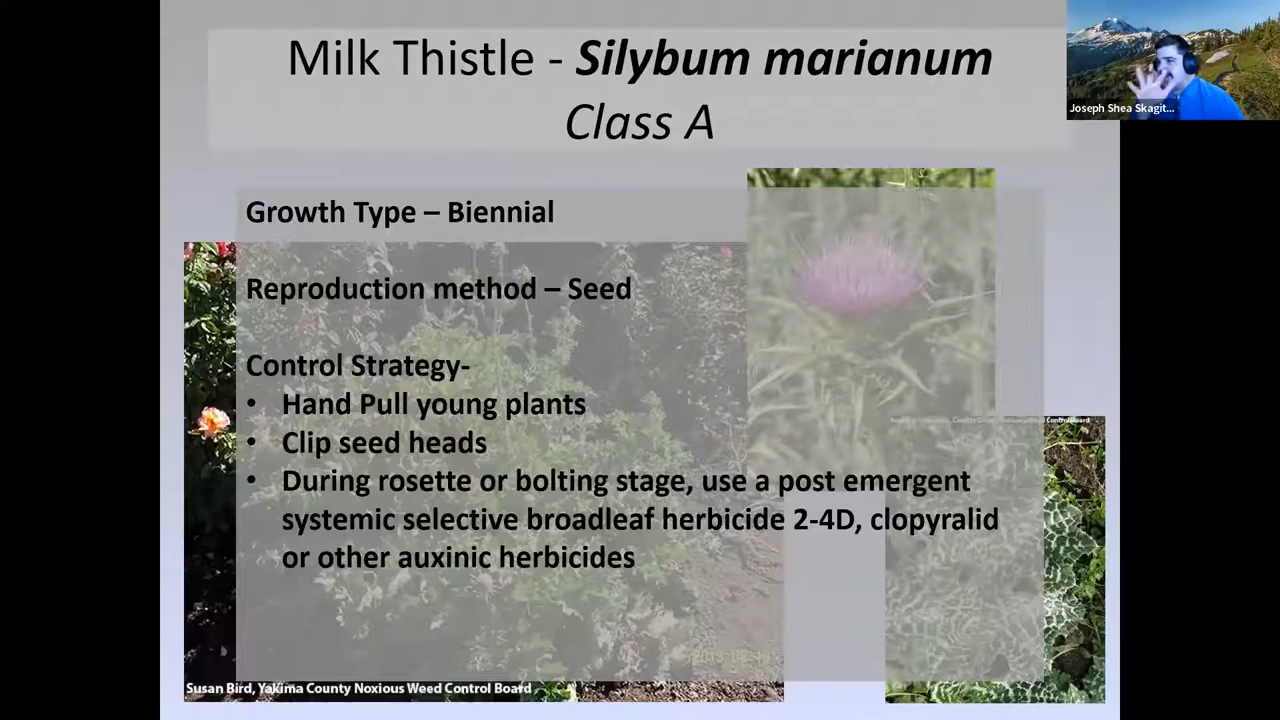 Milk Thistle - Silybum marianum
Class A
Joseph Shea Skagit...
Growth Type – Biennial
Reproduction method – Seed
Control Strategy-
• Hand Pull young plants
• Clip seed heads
• During rosette or bolting stage, use a post emergent
systemic selective broadleaf herbicide 2-4D, clopyralid
or other auxinic herbicides
Control Board
Susan Bird, Yakima County Noxious Weed Control Board